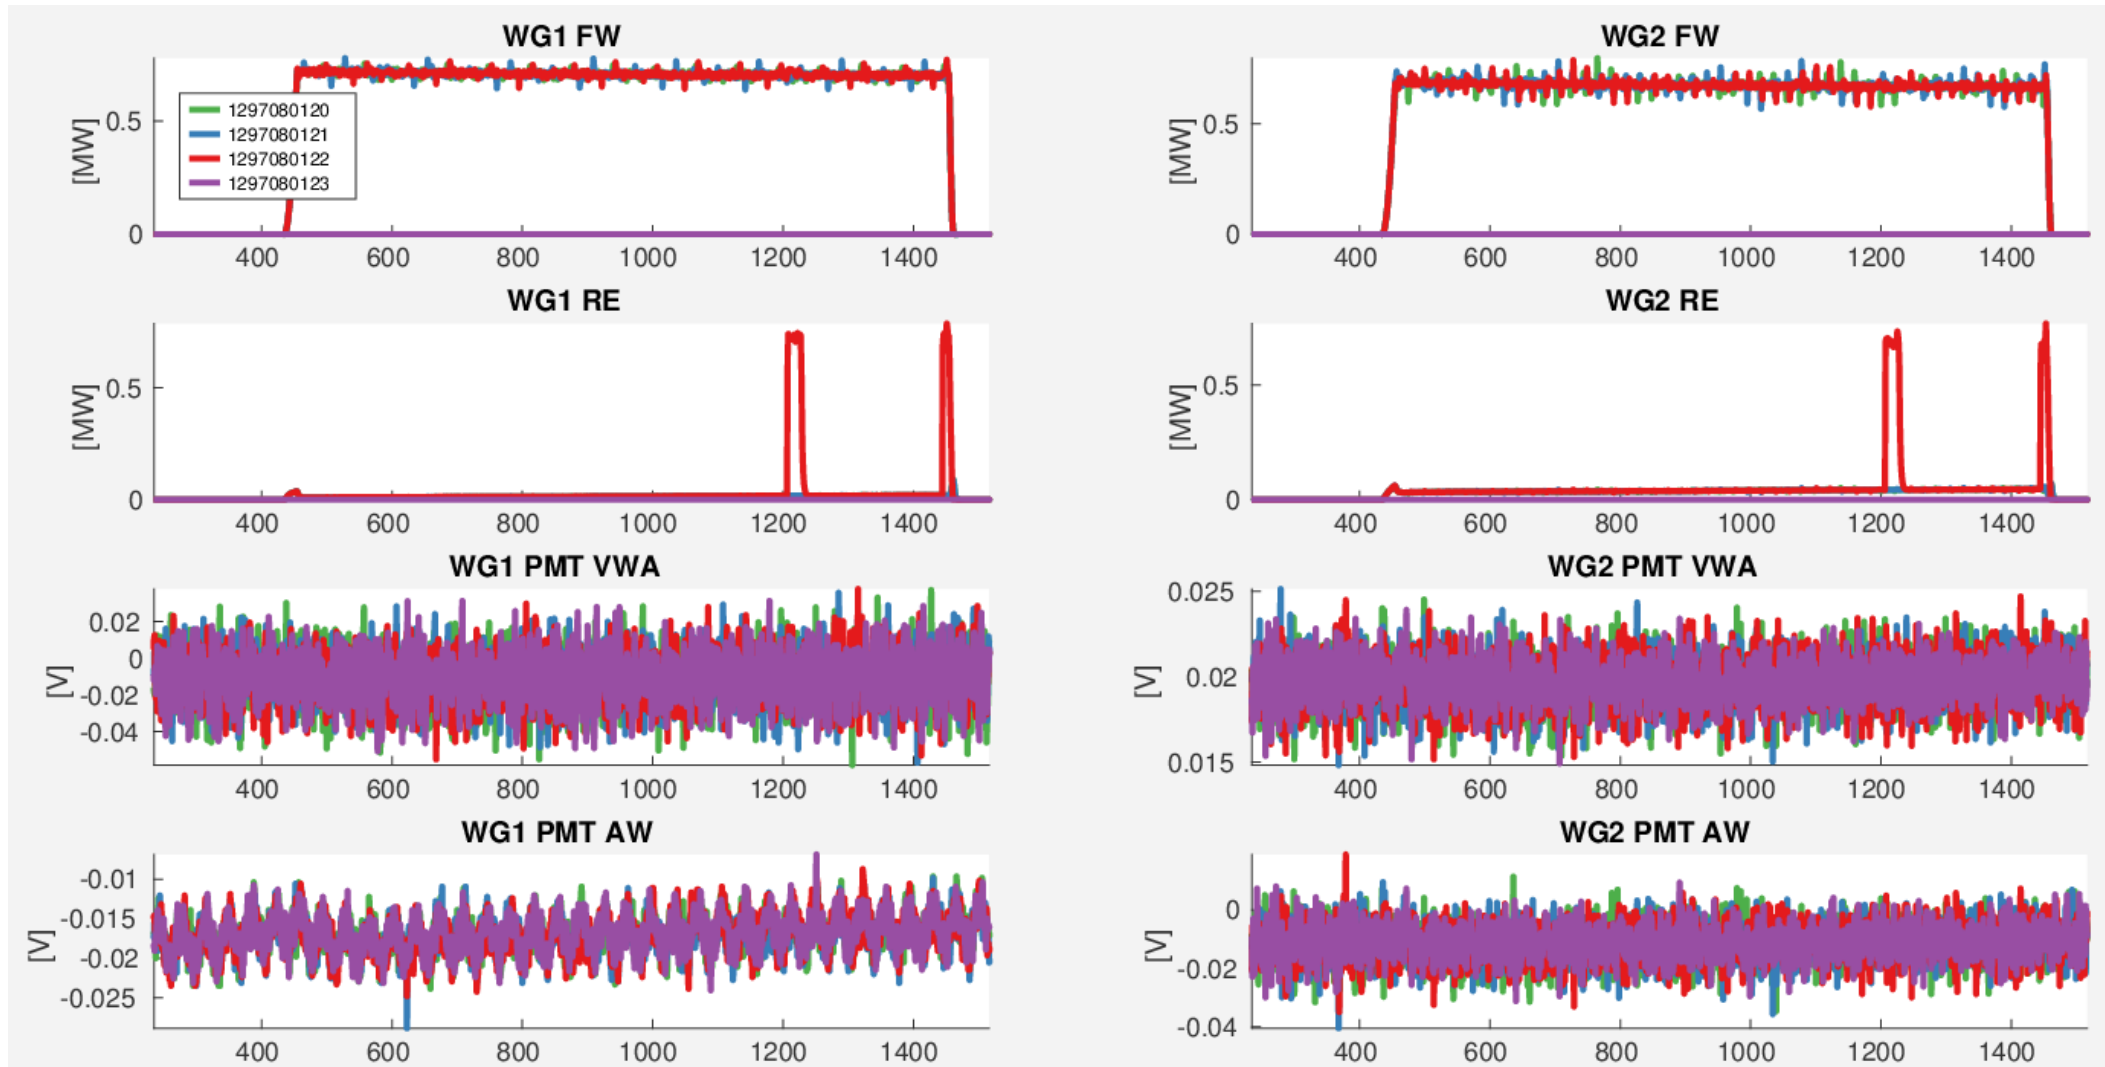 WG1 FW
[MW]
0.5
0
1297080120
1297080121
1297080122
1297080123
400 600 800 1000 1200 1400
WG2 FW
[MW]
0.5
0
400 600 800 1000 1200 1400
WG1 RE
[MW]
0.5
0
400 600 800 1000 1200 1400
WG2 RE
[MW]
0.5
0
400 600 800 1000 1200 1400
WG1 PMT VWA
[V]
0.02
0
-0.02
-0.04
400 600 800 1000 1200 1400
WG2 PMT VWA
[V]
0.025
0.02
0.015
400 600 800 1000 1200 1400
WG1 PMT AW
[V]
-0.01
-0.015
-0.02
-0.025
400 600 800 1000 1200 1400
WG2 PMT AW
[V]
0
-0.02
-0.04
400 600 800 1000 1200 1400